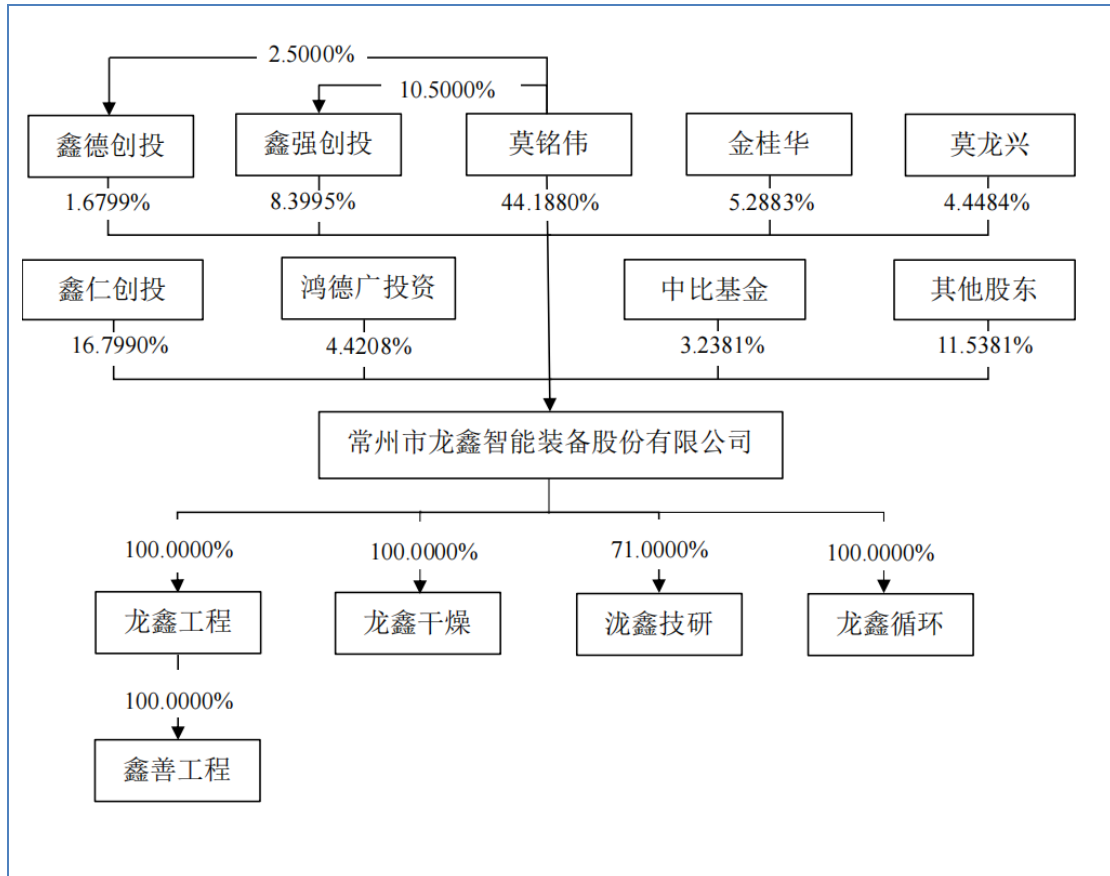 2.5000%
10.5000%
鑫德创投 鑫强创投 莫铭伟 金桂华 莫龙兴
1.6799% 8.3995% 44.1880% 5.2883% 4.4484%
鑫仁创投 鸿德广投资 中比基金 其他股东
16.7990% 4.4208% 3.2381% 11.5381%
常州市龙鑫智能装备股份有限公司
100.0000% 100.0000% 71.0000% 100.0000%
龙鑫工程 龙鑫干燥 泷鑫技研 龙鑫循环
100.0000%
鑫善工程